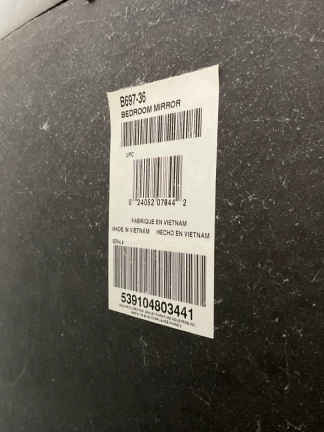 B697-36
BEDROOM MIRROR
UPC
0 24052 07844 2
FABRIQUE EN VIETNAM
MADE IN VIETNAM HECHO EN VIETNAM
SERIAL #
539104803441